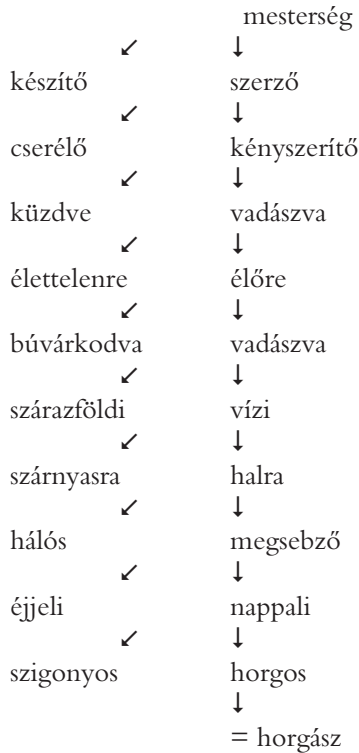 mesterség
↙ ↓
készítő szerző
↙ ↓
cserélő kényszerítő
↙ ↓
küzdve vadászva
↙ ↓
élettelenre élőre
↙ ↓
búvárkodva vadászva
↙ ↓
szárazföldi vízi
↙ ↓
szárnyasra halra
↙ ↓
hálós megsebző
↙ ↓
éjjeli nappali
↙ ↓
szigonyos horgos
↓
= horgász